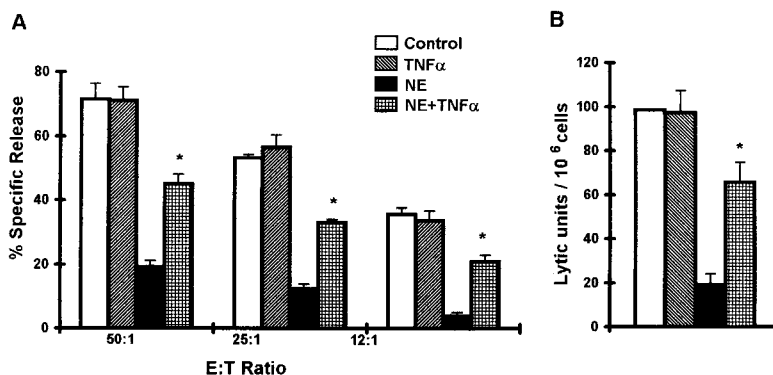 A
Control
TNFα
NE
NE+TNFα
% Specific Release
80
60
40
20
0
*
*
*
50:1
25:1
12:1
E:T Ratio
B
Lytic units / 10 6 cells
120
100
80
60
40
20
0
*